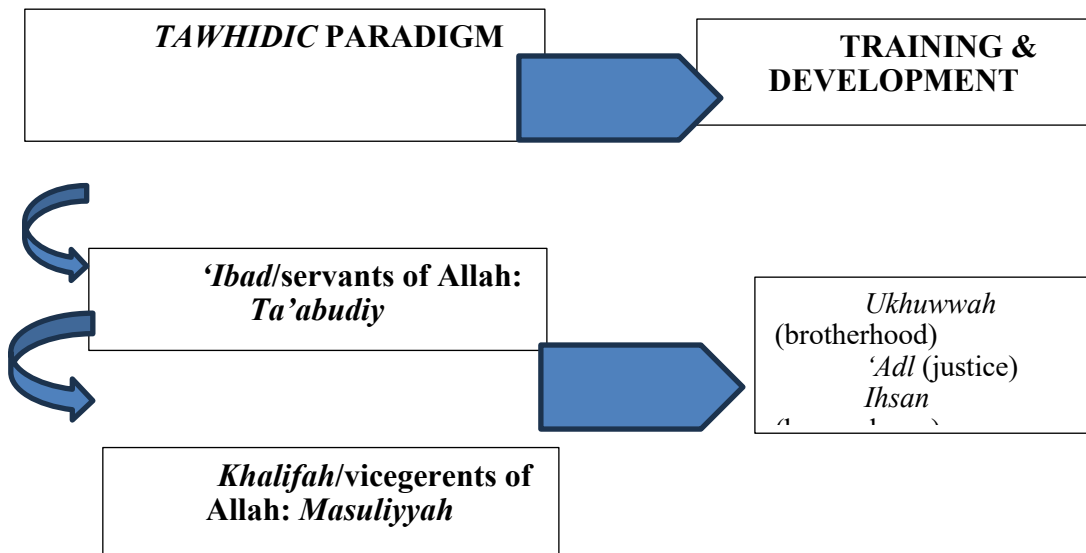 TAWHIDIC PARADIGM
TRAINING &
DEVELOPMENT
‘Ibad/servants of Allah:
Ta’abudiy
Ukhuwwah
(brotherhood)
‘Adl (justice)
Ihsan
Khalifah/vicegerents of
Allah: Masuliyyah